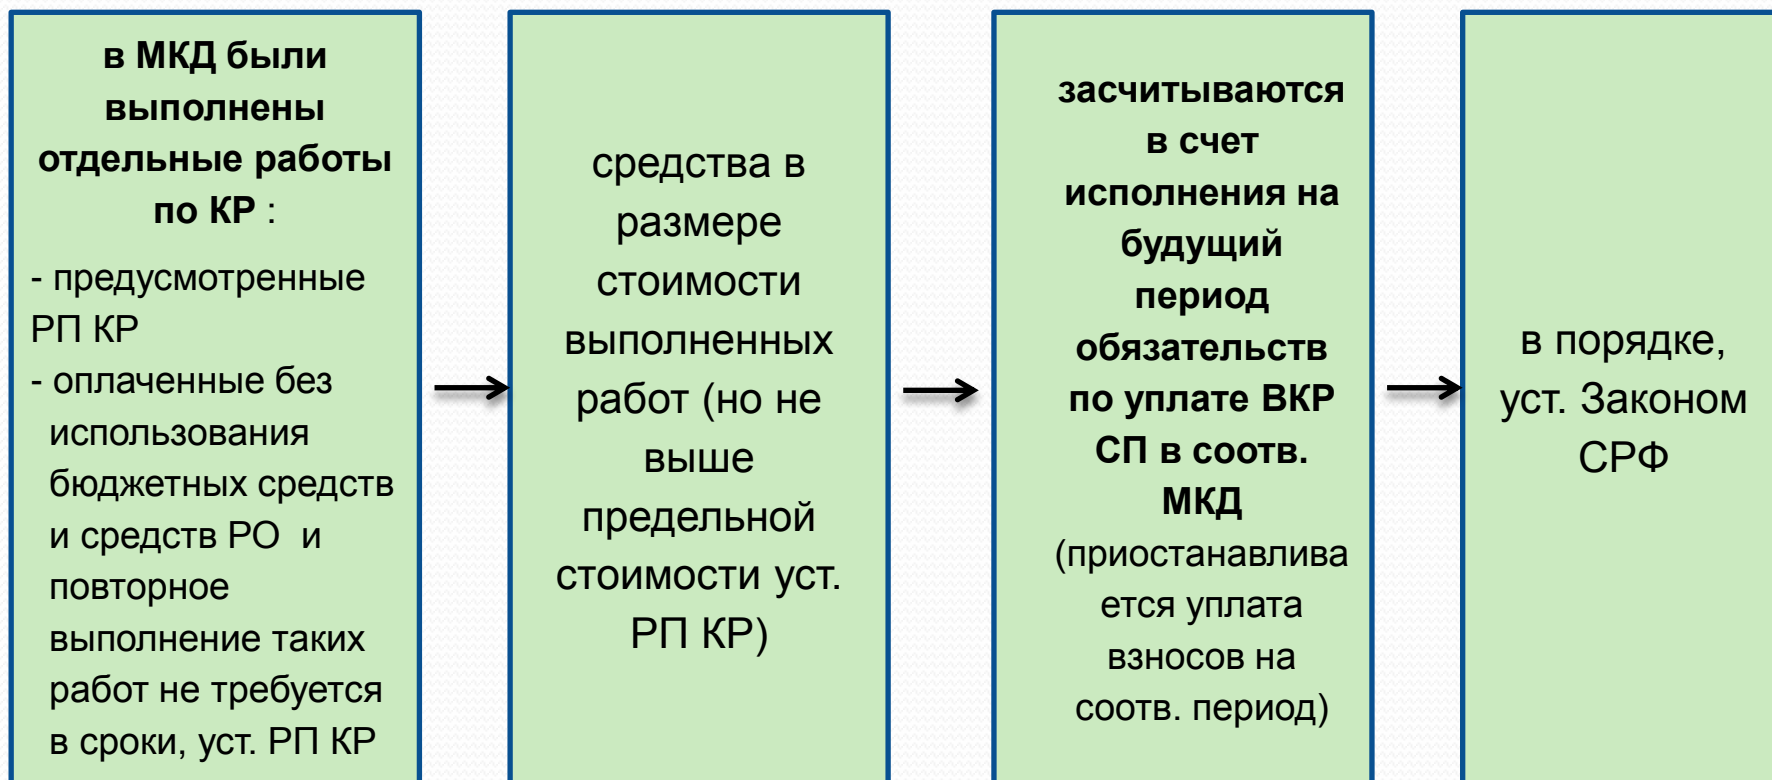 в МКД были
выполнены
отдельные работы
по КР :
- предусмотренные
РП КР
- оплаченные без
использования
бюджетных средств
и средств РО и
повторное
выполнение таких
работ не требуется
в сроки, уст. РП КР
средства в
размере
стоимости
выполненных
работ (но не
выше
предельной
стоимости уст.
РП КР)
засчитываются
в счет
исполнения на
будущий
период
обязательств
по уплате ВКР
СП в соотв.
МКД
(приостанавлива
ется уплата
взносов на
соотв. период)
в порядке,
уст. Законом
СРФ